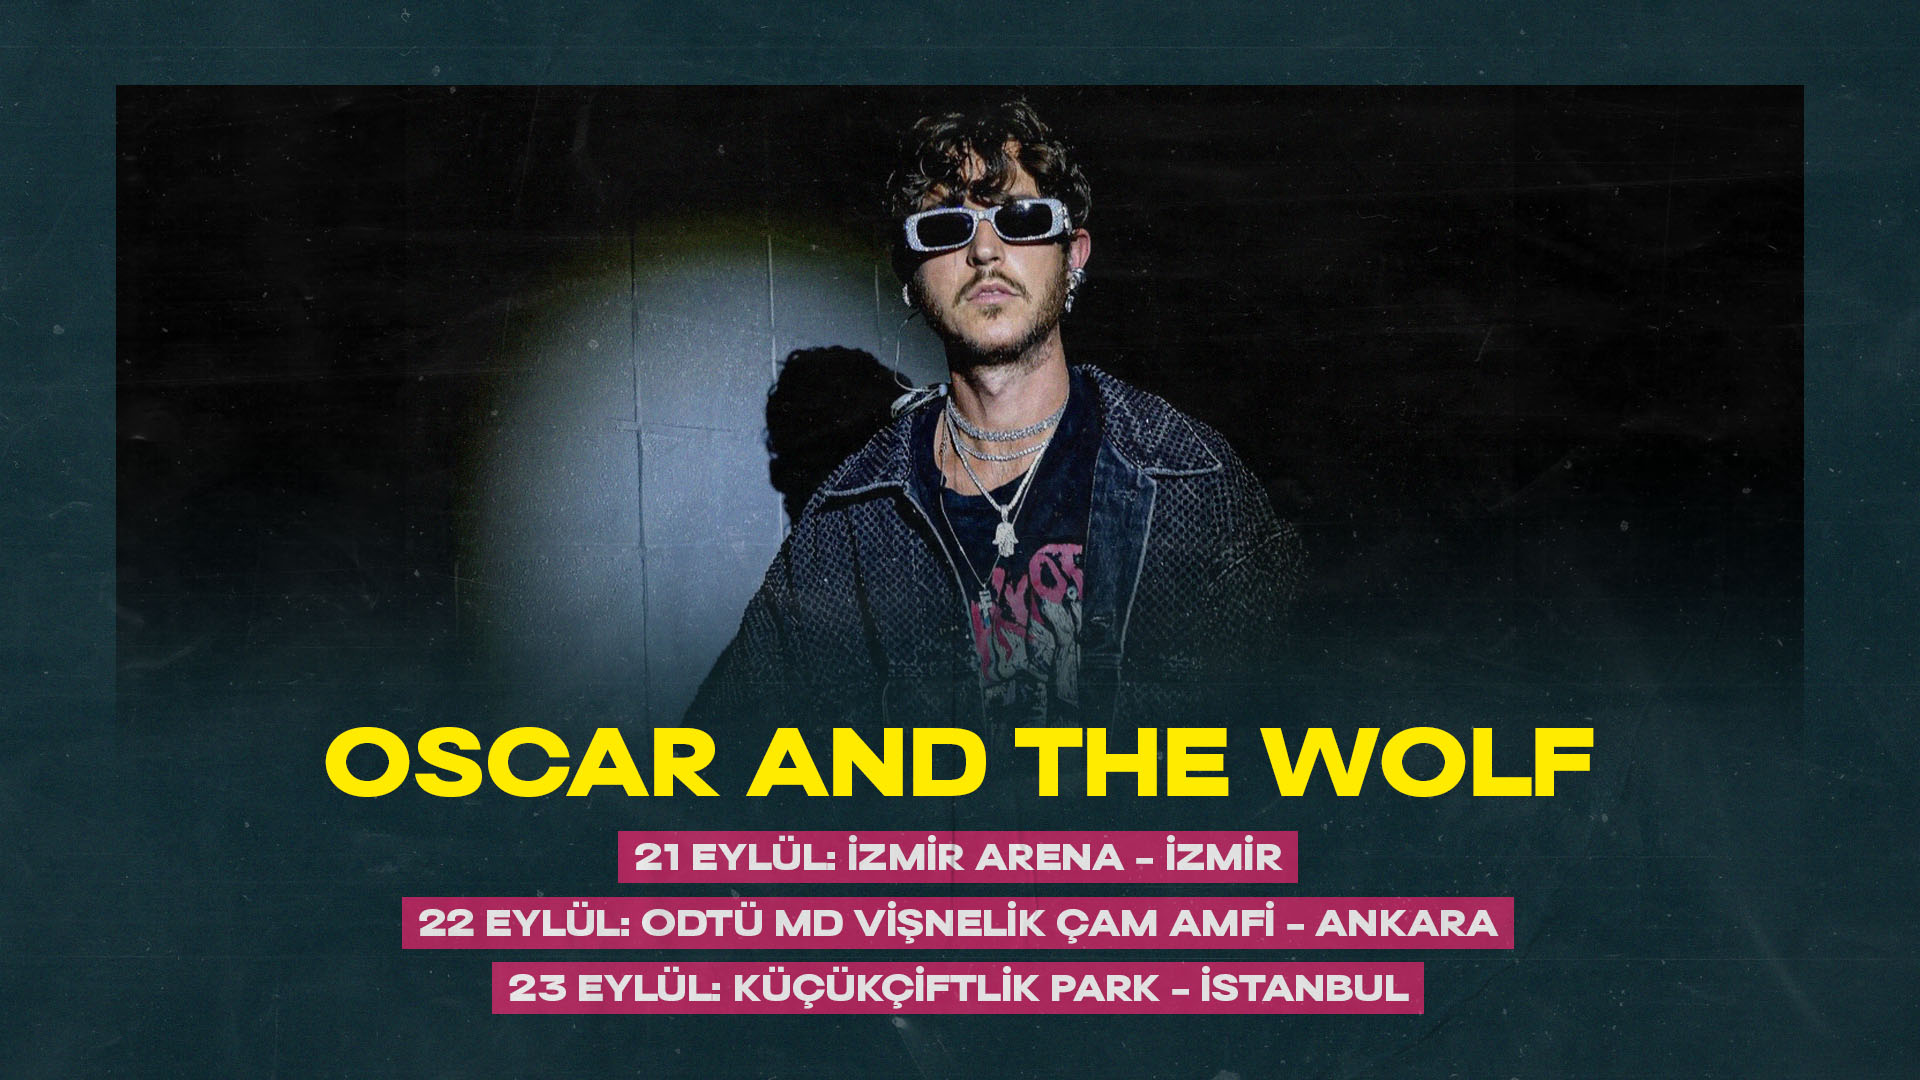 OSCAR AND THE WOLF
21 EYLÜL: İZMİR ARENA - İZMİR
22 EYLÜL: ODTÜ MD VİŞNELİK ÇAM AMFİ - ANKARA
23 EYLÜL: KÜÇÜKÇİFTLİK PARK - İSTANBUL